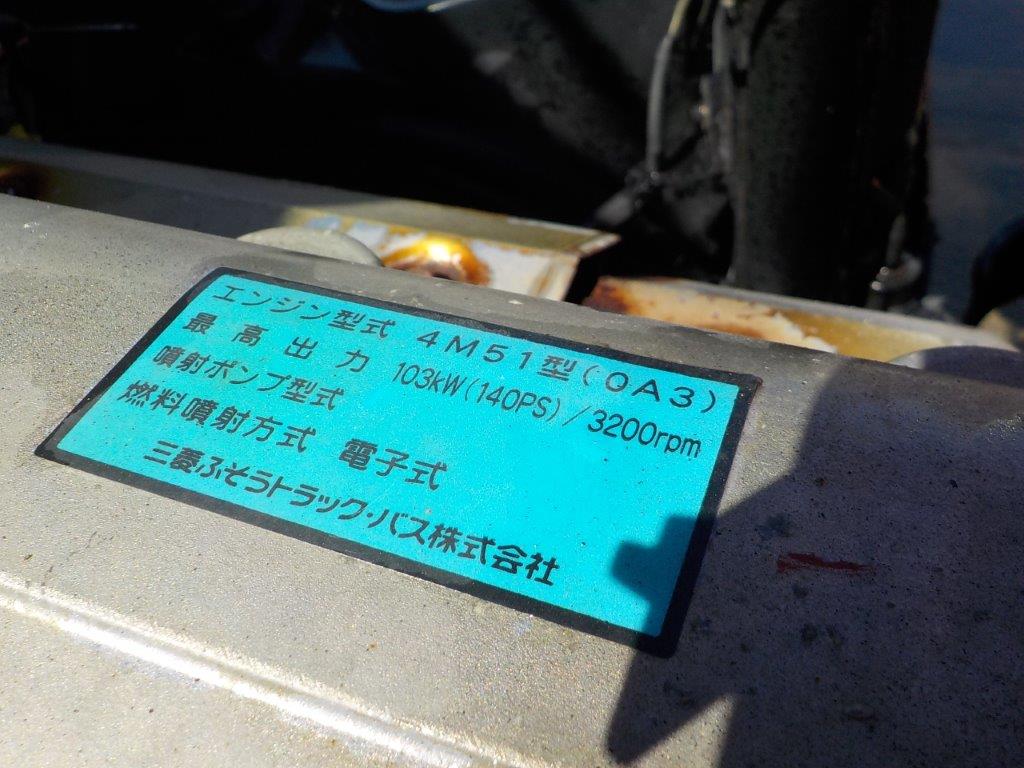 エンジン型式 4M51型(0A3)
最高出力 103kW(140PS)/3200rpm
噴射ポンプ型式
燃料噴射方式 電子式
三菱ふそうトラック・バス株式会社